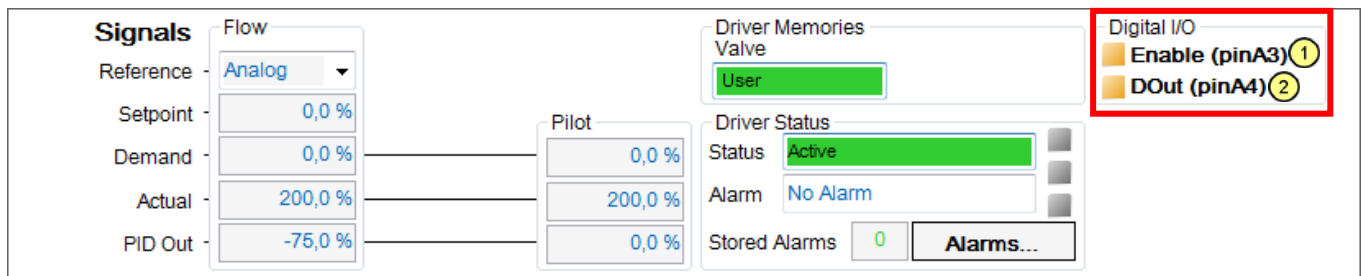 Signals
Flow
Reference - Analog
Setpoint - 0,0 %
Demand - 0,0 %
Actual - 200,0 %
PID Out - -75,0 %
Pilot
0,0 %
200,0 %
0,0 %
Driver Memories
Valve
User
Driver Status
Status Active
Alarm No Alarm
Stored Alarms 0 Alarms...
Digital I/O
Enable (pinA3) 1
DOut (pinA4) 2